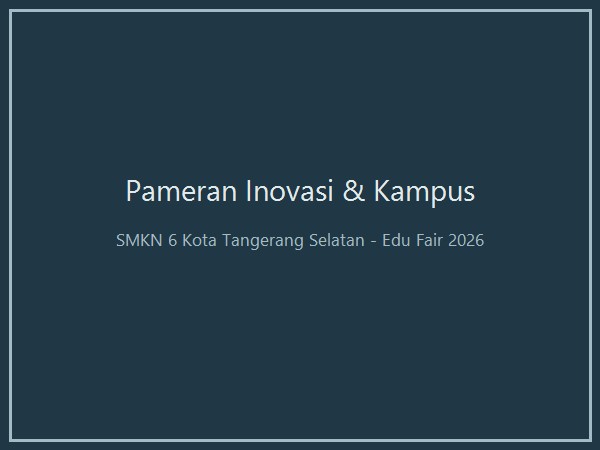 Pameran Inovasi & Kampus
SMKN 6 Kota Tangerang Selatan - Edu Fair 2026